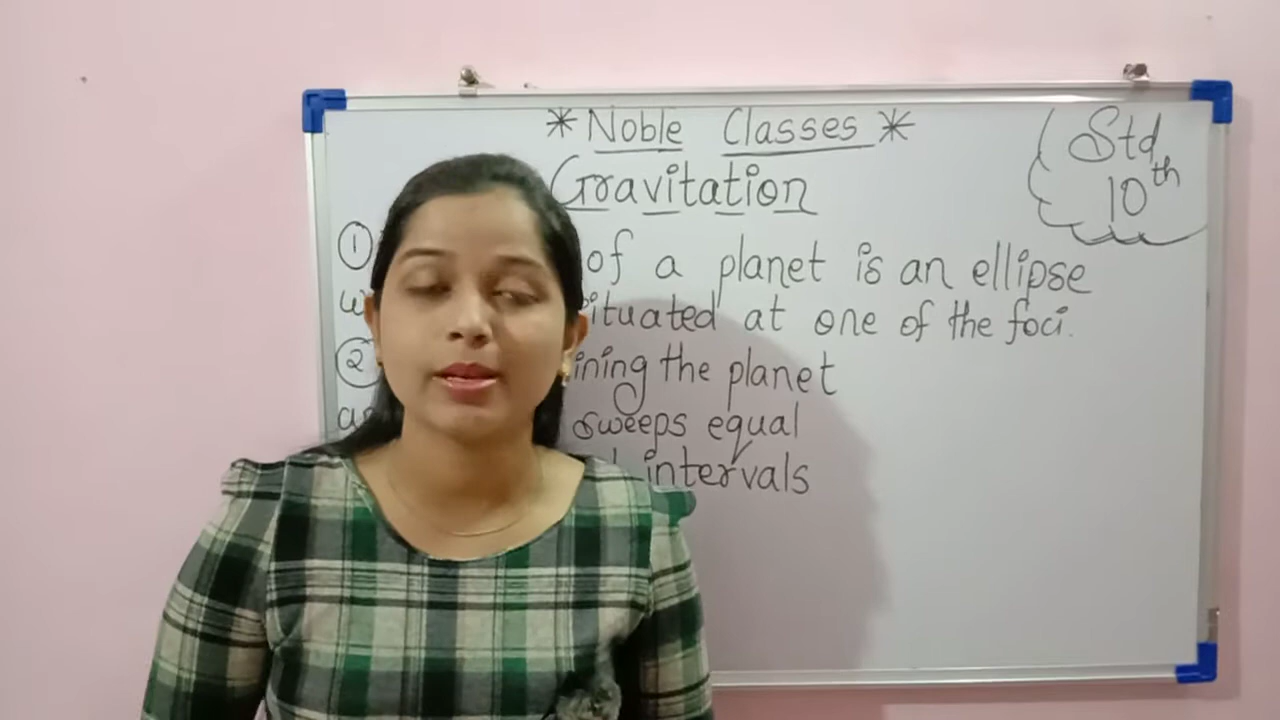 * Noble Classes *
Gravitation
Std
10th
① of a planet is an ellipse
situated at one of the foci.
② the planet
sweeps equal
intervals